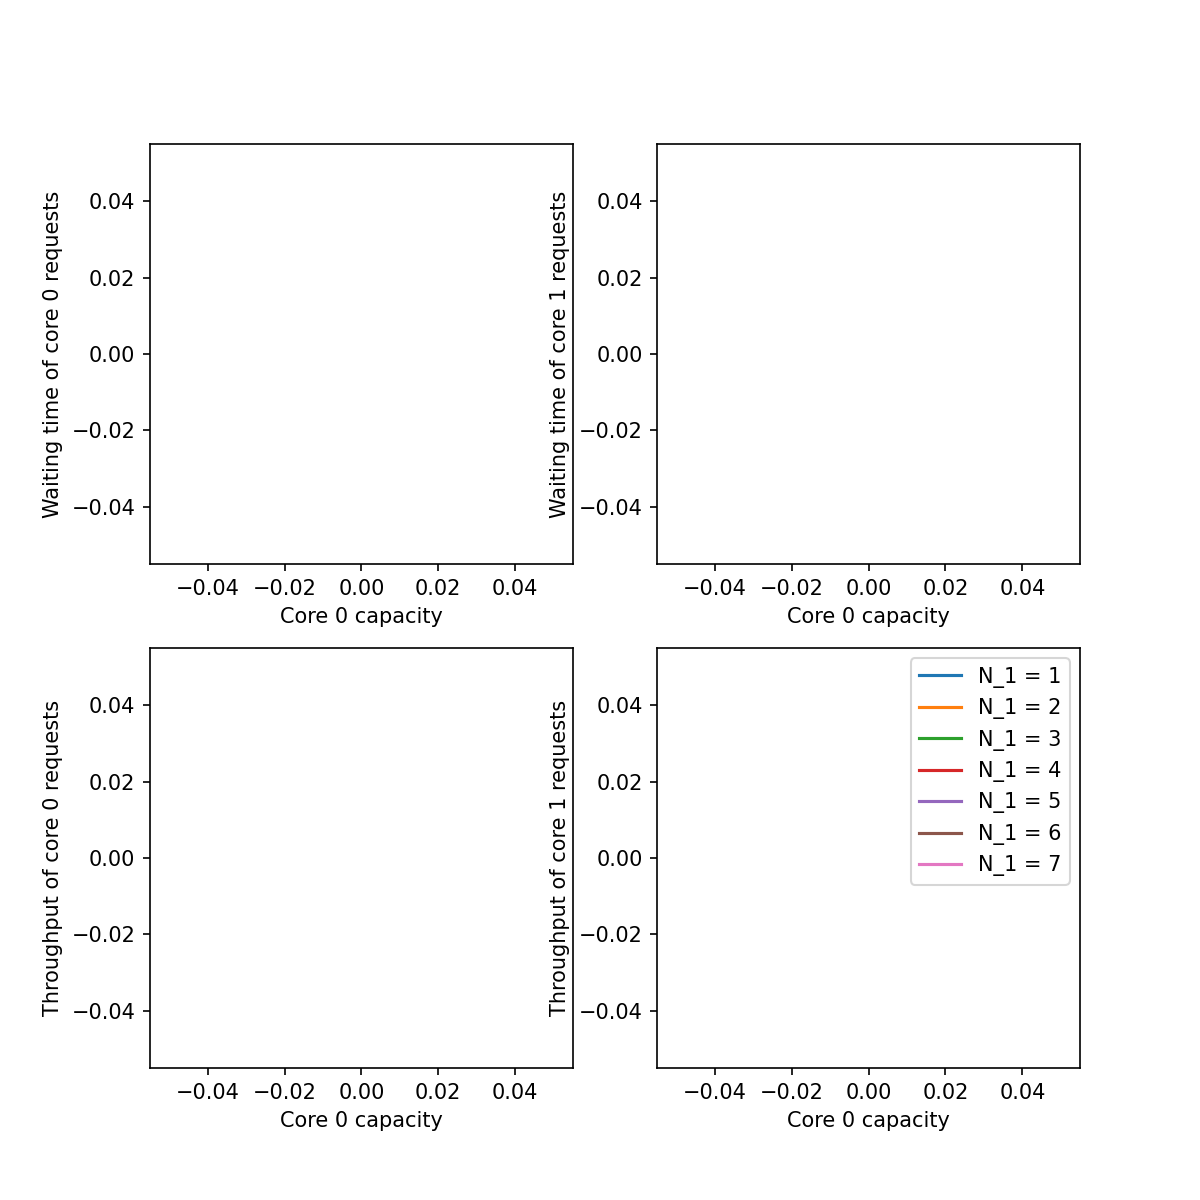 Waiting time of core 0 requests
0.04
0.02
0.00
−0.02
−0.04
−0.04 −0.02 0.00 0.02 0.04
Core 0 capacity
Waiting time of core 1 requests
0.04
0.02
0.00
−0.02
−0.04
−0.04 −0.02 0.00 0.02 0.04
Core 0 capacity
Throughput of core 0 requests
0.04
0.02
0.00
−0.02
−0.04
−0.04 −0.02 0.00 0.02 0.04
Core 0 capacity
Throughput of core 1 requests
0.04
0.02
0.00
−0.02
−0.04
−0.04 −0.02 0.00 0.02 0.04
Core 0 capacity
N_1 = 1
N_1 = 2
N_1 = 3
N_1 = 4
N_1 = 5
N_1 = 6
N_1 = 7